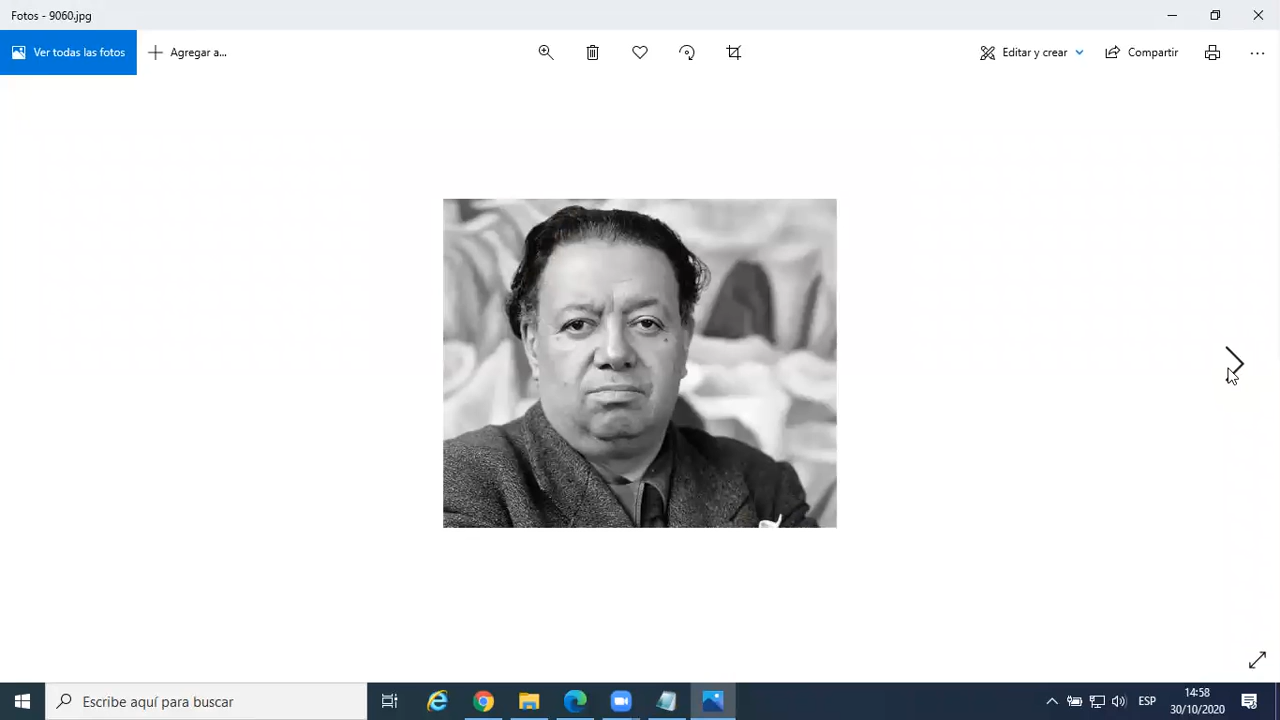 Fotos - 9060.jpg
Ver todas las fotos
Agregar a...
Editar y crear
Compartir
Escribe aquí para buscar
ESP
14:58
30/10/2020